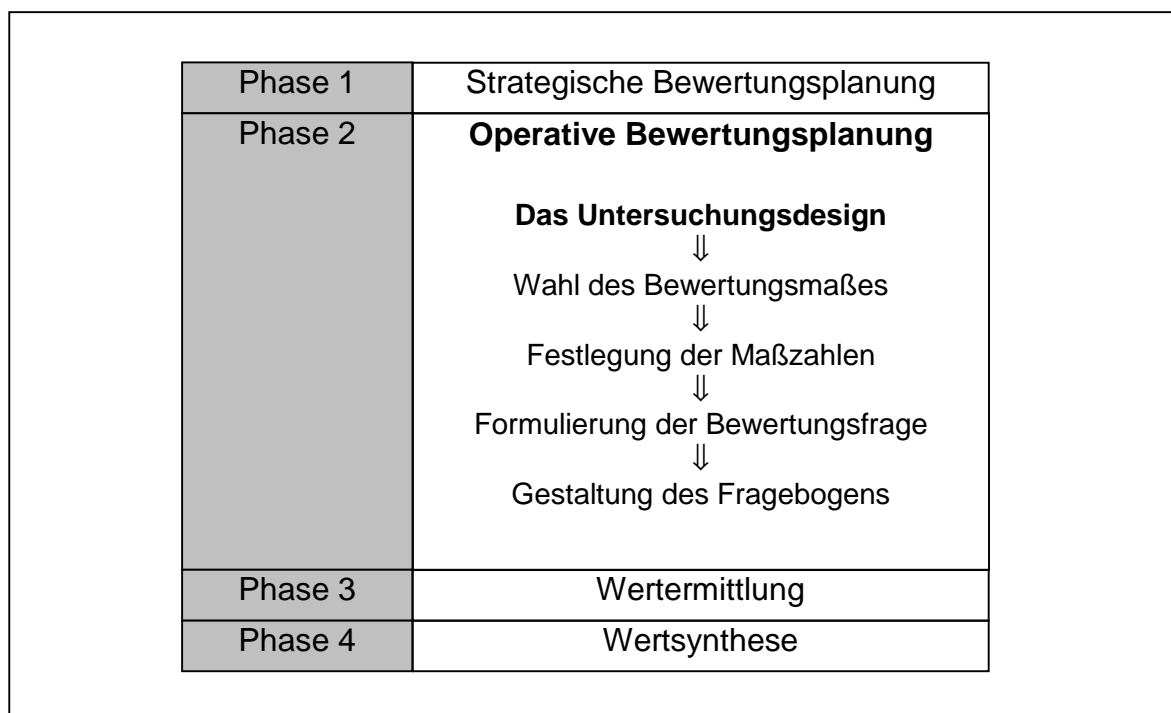 Phase 1 Strategische Bewertungsplanung
Phase 2 Operative Bewertungsplanung
Das Untersuchungsdesign
⇓
Wahl des Bewertungsmaßes
⇓
Festlegung der Maßzahlen
⇓
Formulierung der Bewertungsfrage
⇓
Gestaltung des Fragebogens
Phase 3 Wertermittlung
Phase 4 Wertsynthese